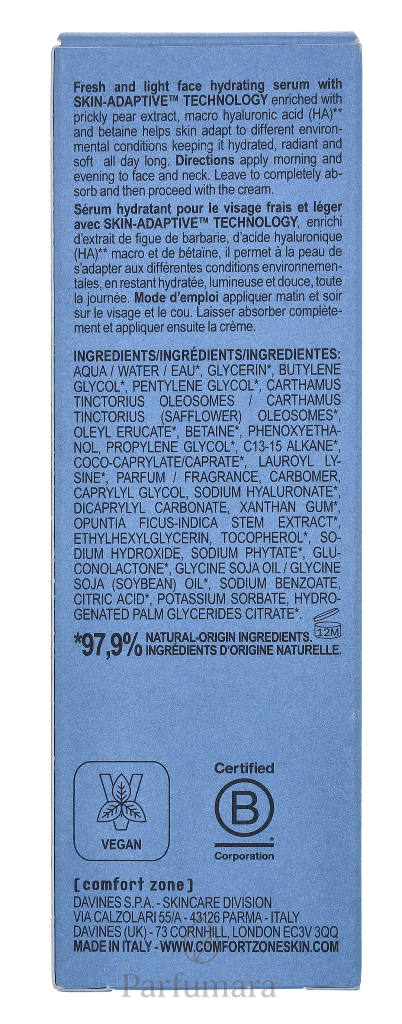 Fresh and light face hydrating serum with
SKIN-ADAPTIVE™ TECHNOLOGY enriched with
prickly pear extract, macro hyaluronic acid (HA)**
and betaine helps skin adapt to different environ-
mental conditions keeping it hydrated, radiant and
soft all day long. Directions apply morning and
evening to face and neck. Leave to completely ab-
sorb and then proceed with the cream.
Sérum hydratant pour le visage frais et léger
avec SKIN-ADAPTIVE™ TECHNOLOGY, enrichi
d'extrait de figue de barbarie, d'acide hyaluronique
(HA)** macro et de bétaïne, il permet à la peau de
s'adapter aux différentes conditions environnemen-
tales, en restant hydratée, lumineuse et douce, toute
la journée. Mode d'emploi appliquer matin et soir
sur le visage et le cou. Laisser absorber complète-
ment et appliquer ensuite la crème.
INGREDIENTS/INGRÉDIENTS/INGREDIENTES:
AQUA / WATER / EAU*, GLYCERIN*, BUTYLENE
GLYCOL*, PENTYLENE GLYCOL*, CARTHAMUS
TINCTORIUS OLEOSOMES / CARTHAMUS
TINCTORIUS (SAFFLOWER) OLEOSOMES*,
OLEYL ERUCATE*, BETAINE*, PHENOXYETHA-
NOL, PROPYLENE GLYCOL*, C13-15 ALKANE*,
COCO-CAPRYLATE/CAPRATE*, LAUROYL LY-
SINE*, PARFUM / FRAGRANCE, CARBOMER,
CAPRYLYL GLYCOL, SODIUM HYALURONATE*,
DICAPRYLYL CARBONATE, XANTHAN GUM*,
OPUNTIA FICUS-INDICA STEM EXTRACT*,
ETHYLHEXYLGLYCERIN, TOCOPHEROL*, SO-
DIUM HYDROXIDE, SODIUM PHYTATE*, GLU-
CONOLACTONE*, GLYCINE SOJA OIL / GLYCINE
SOJA (SOYBEAN) OIL*, SODIUM BENZOATE,
CITRIC ACID*, POTASSIUM SORBATE, HYDRO-
GENATED PALM GLYCERIDES CITRATE*.
12M
*97,9% NATURAL-ORIGIN INGREDIENTS.
INGRÉDIENTS D'ORIGINE NATURELLE.
VEGAN
Certified
B
Corporation
[comfort zone]
DAVINES S.P.A. - SKINCARE DIVISION
VIA CALZOLARI 55/A - 43126 PARMA - ITALY
DAVINES (UK) - 73 CORNHILL, LONDON EC3V 3QQ
MADE IN ITALY - WWW.COMFORTZONESKIN.COM
Parfumara